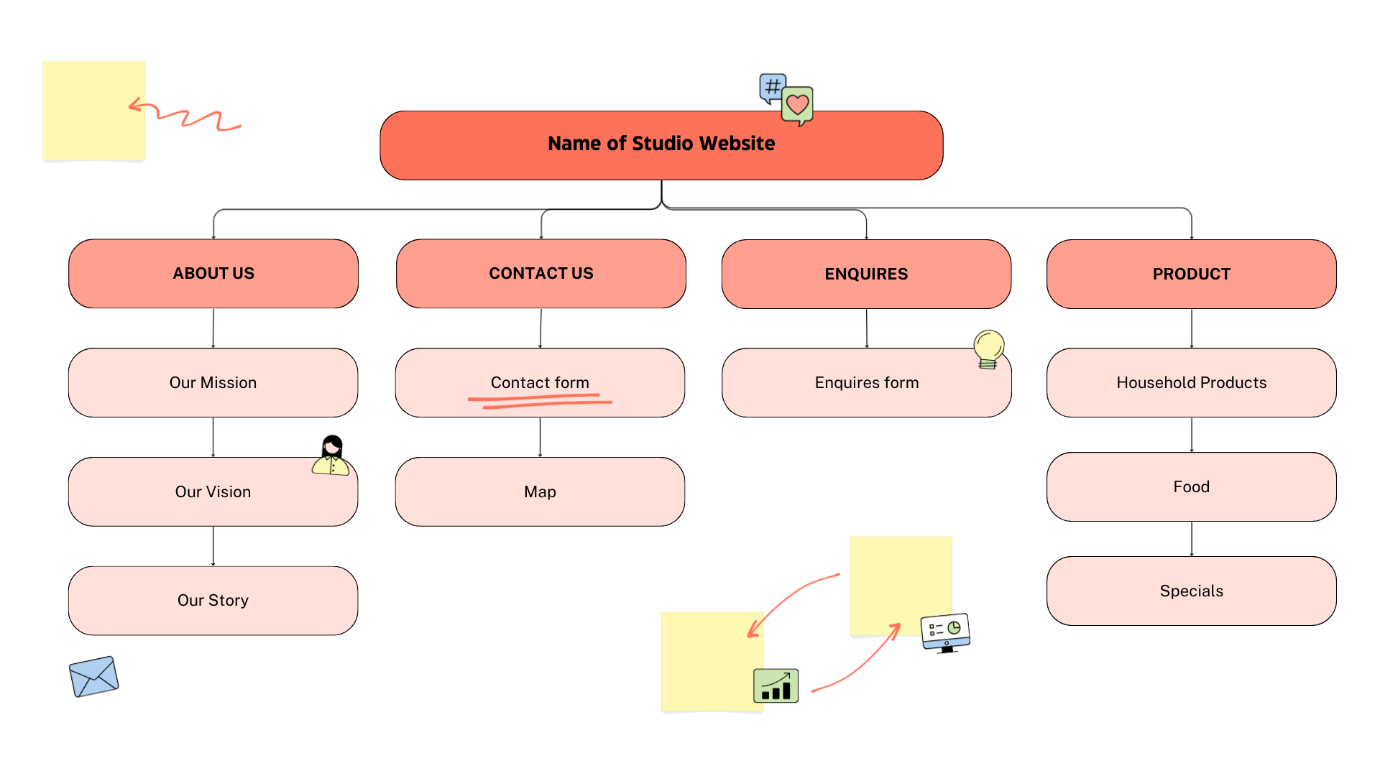 #
Name of Studio Website
ABOUT US
CONTACT US
ENQUIRES
PRODUCT
Our Mission
Contact form
Enquires form
Household Products
Our Vision
Map
Food
Our Story
Specials